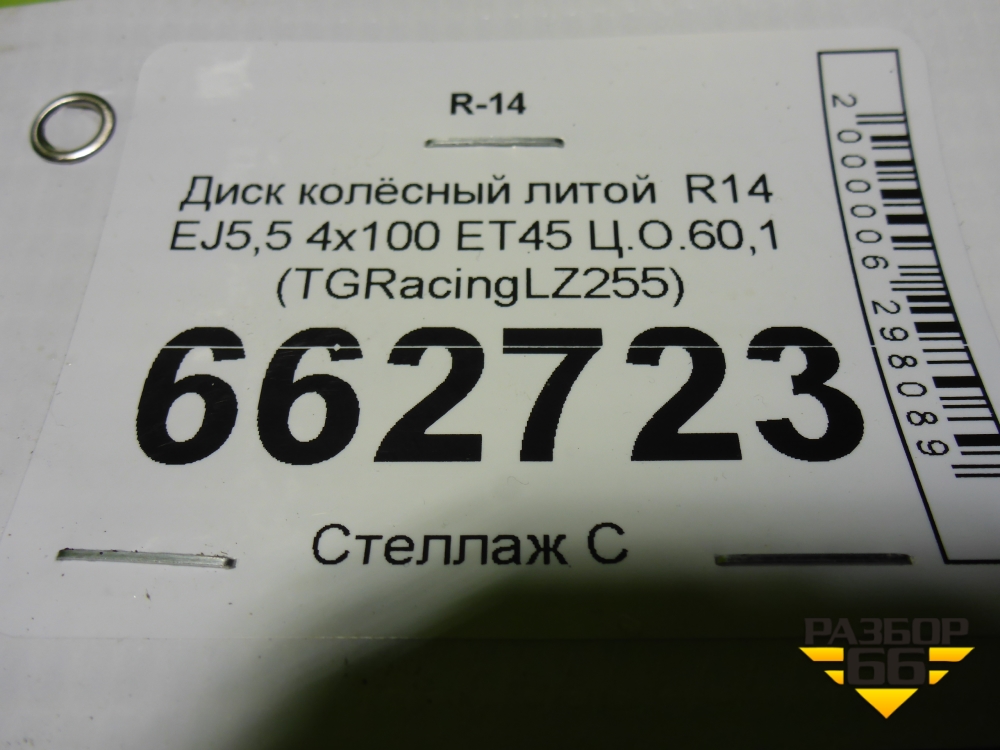 R-14
Диск колёсный литой R14
EJ5,5 4x100 ET45 Ц.О.60,1
(TGRacingLZ255)
662723
Стеллаж С
2000006298089
РАЗБОР
66